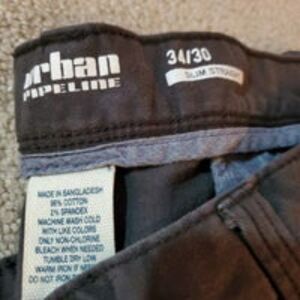 urban
PIPELINE
34/30
SLIM STRAIGHT
MADE IN BANGLADESH
98% COTTON
2% SPANDEX
MACHINE WASH COLD
WITH LIKE COLORS
ONLY NON-CHLORINE
BLEACH WHEN NEEDED
TUMBLE DRY LOW
WARM IRON IF
DO NOT IRON